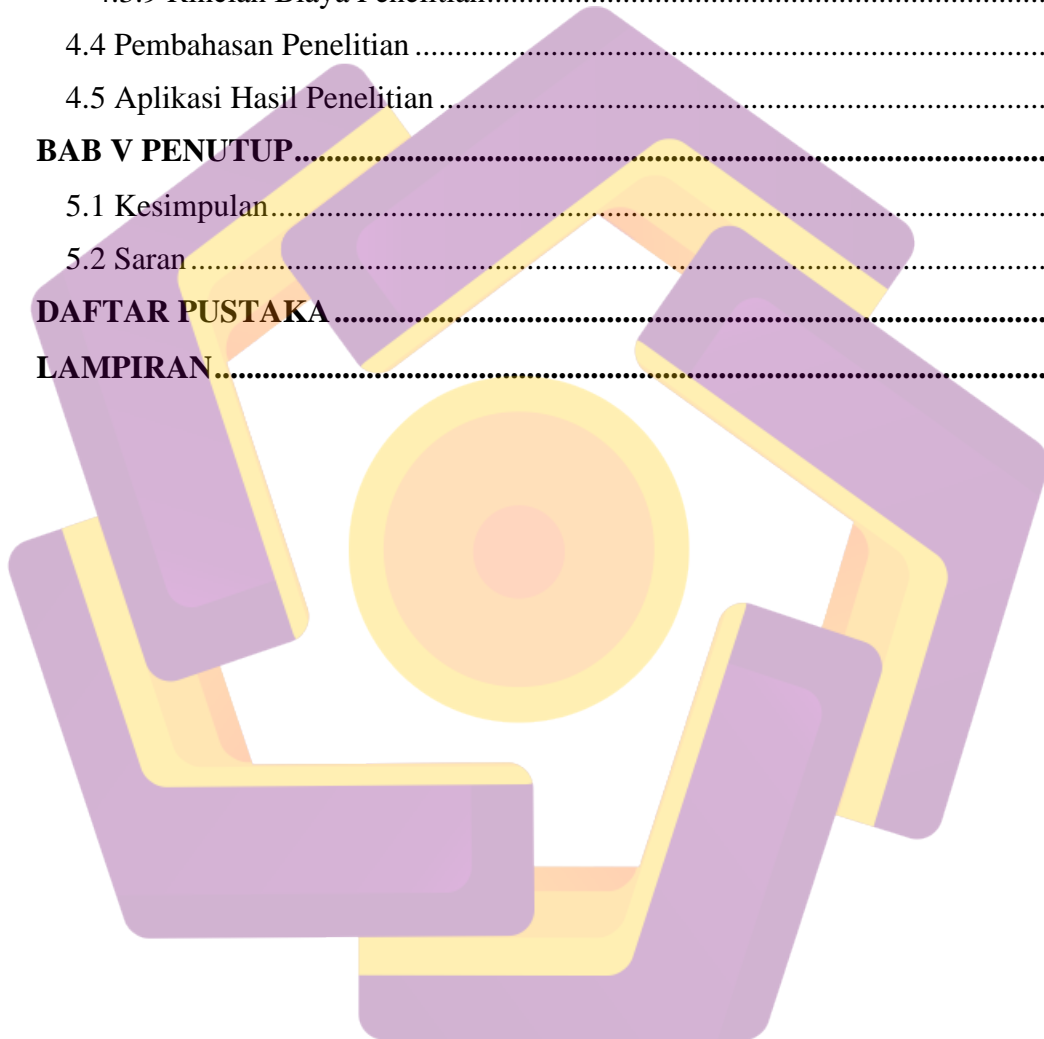 4.4 Pembahasan Penelitian ........................................................................
4.5 Aplikasi Hasil Penelitian .....................................................................
BAB V PENUTUP.......................................................................................
5.1 Kesimpulan..........................................................................................
5.2 Saran ....................................................................................................
DAFTAR PUSTAKA ..................................................................................
LAMPIRAN.................................................................................................